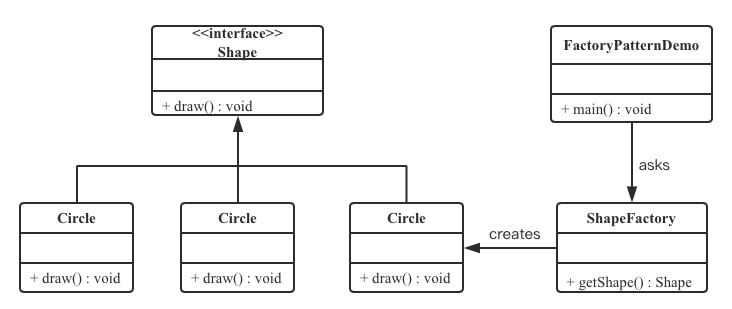 <<interface>>
Shape
+ draw() : void
FactoryPatternDemo
+ main() : void
asks
Circle
+ draw() : void
Circle
+ draw() : void
Circle
+ draw() : void
creates
ShapeFactory
+ getShape() : Shape